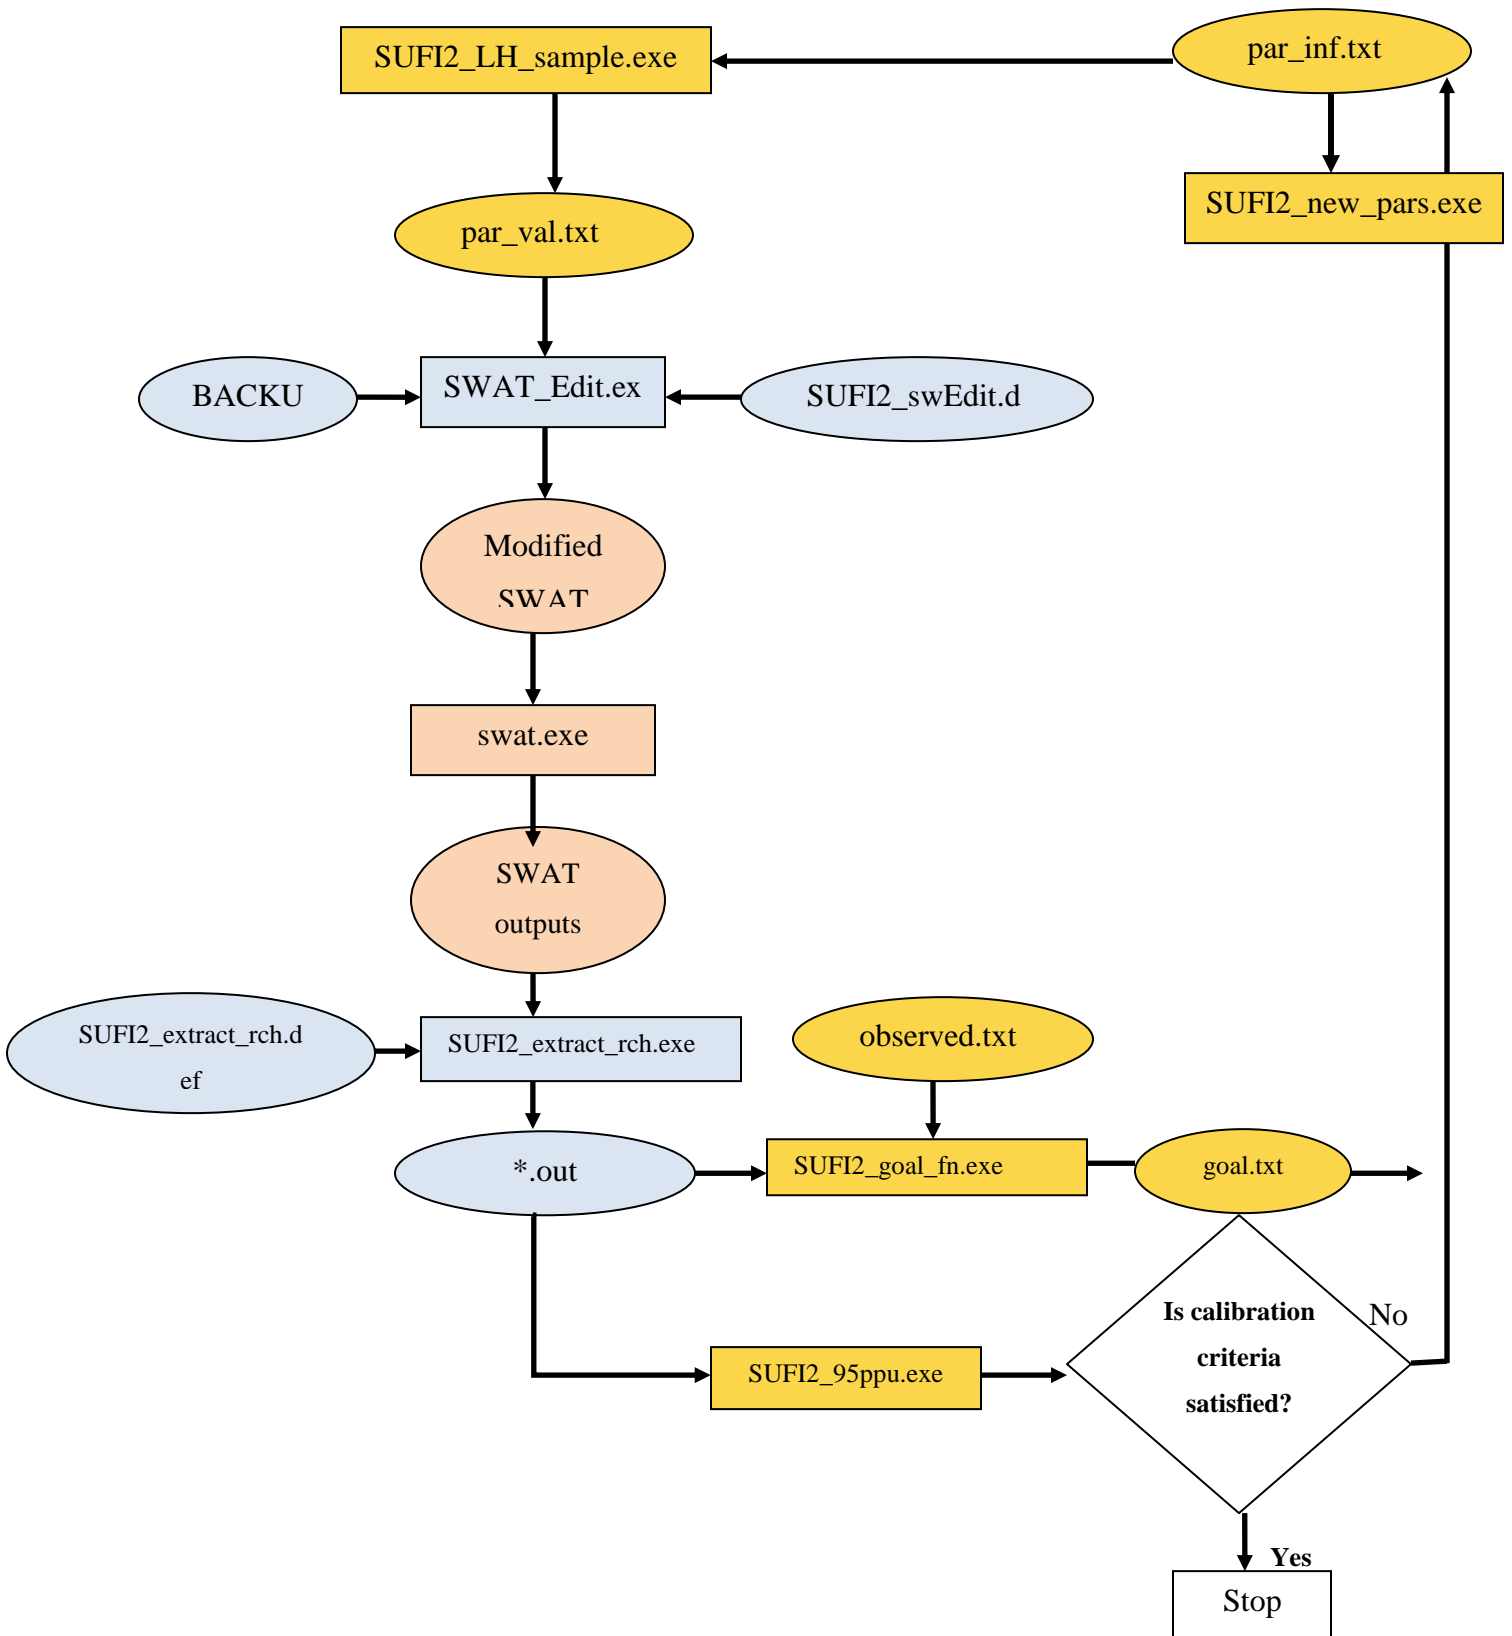 SUFI2_LH_sample.exe
par_inf.txt
SUFI2_new_pars.exe
par_val.txt
BACKU
SWAT_Edit.ex
SUFI2_swEdit.d
Modified
SWAT
swat.exe
SWAT
outputs
SUFI2_extract_rch.d
ef
SUFI2_extract_rch.exe
observed.txt
*.out
SUFI2_goal_fn.exe
goal.txt
Is calibration
criteria
satisfied?
No
SUFI2_95ppu.exe
Yes
Stop